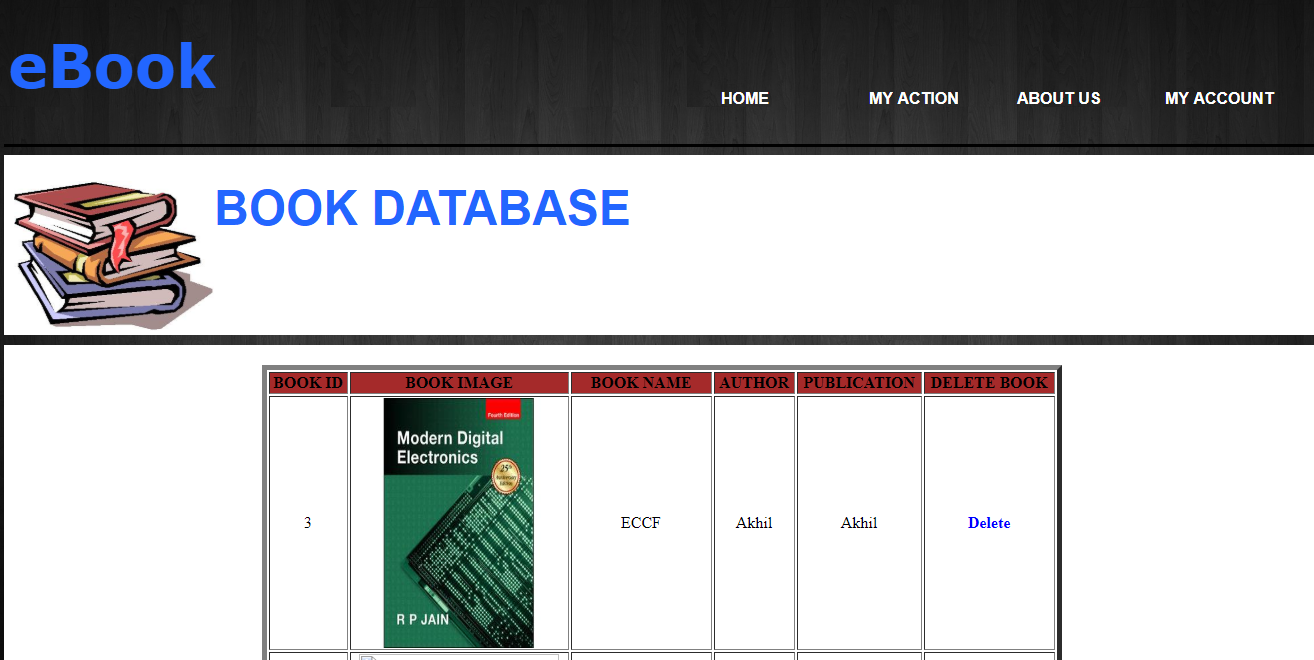 eBook
HOME MY ACTION ABOUT US MY ACCOUNT
BOOK DATABASE
BOOK ID BOOK IMAGE BOOK NAME AUTHOR PUBLICATION DELETE BOOK
Fourth Edition
Modern Digital
Electronics
25th
Anniversary
Edition
3 ECCF Akhil Akhil Delete
R P JAIN